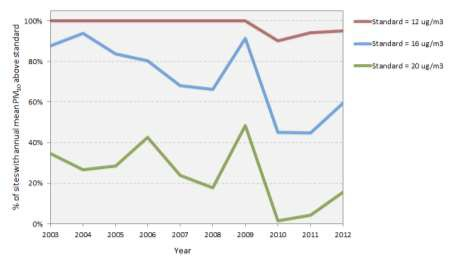 100%
80%
60%
40%
20%
0%
% of sites with annual mean PM10 above standard
2003 2004 2005 2006 2007 2008 2009 2010 2011 2012
Year
Standard = 12 ug/m3
Standard = 16 ug/m3
Standard = 20 ug/m3